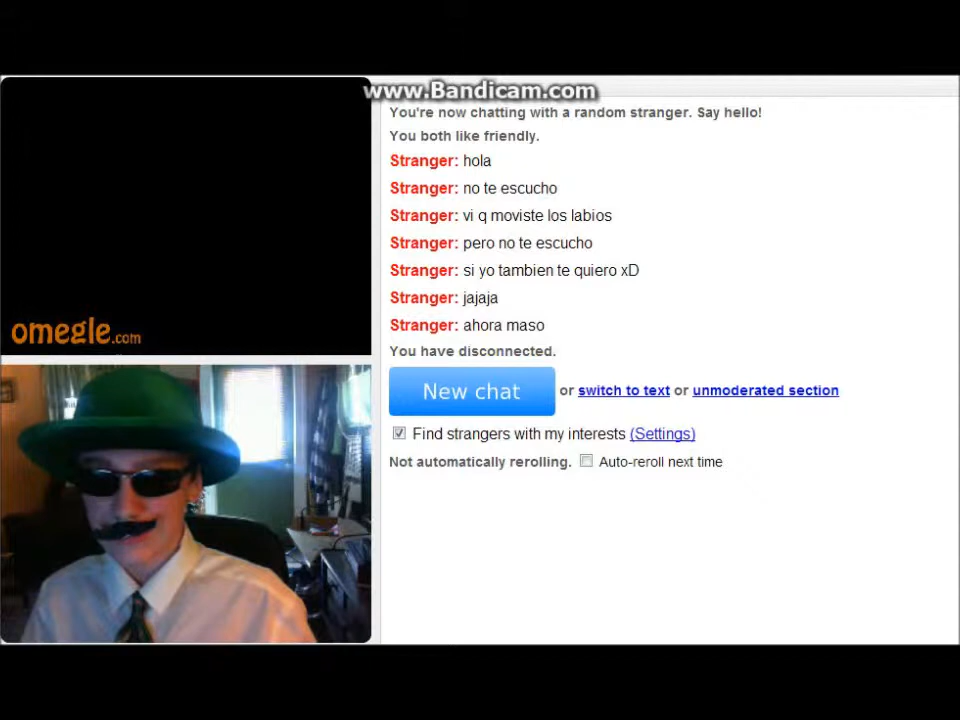 www.Bandicam.com
You're now chatting with a random stranger. Say hello!
You both like friendly.
Stranger: hola
Stranger: no te escucho
Stranger: vi q moviste los labios
Stranger: pero no te escucho
Stranger: si yo tambien te quiero xD
Stranger: jajaja
Stranger: ahora maso
You have disconnected.
New chat or switch to text or unmoderated section
Find strangers with my interests (Settings)
Not automatically rerolling. Auto-reroll next time
omegle.com